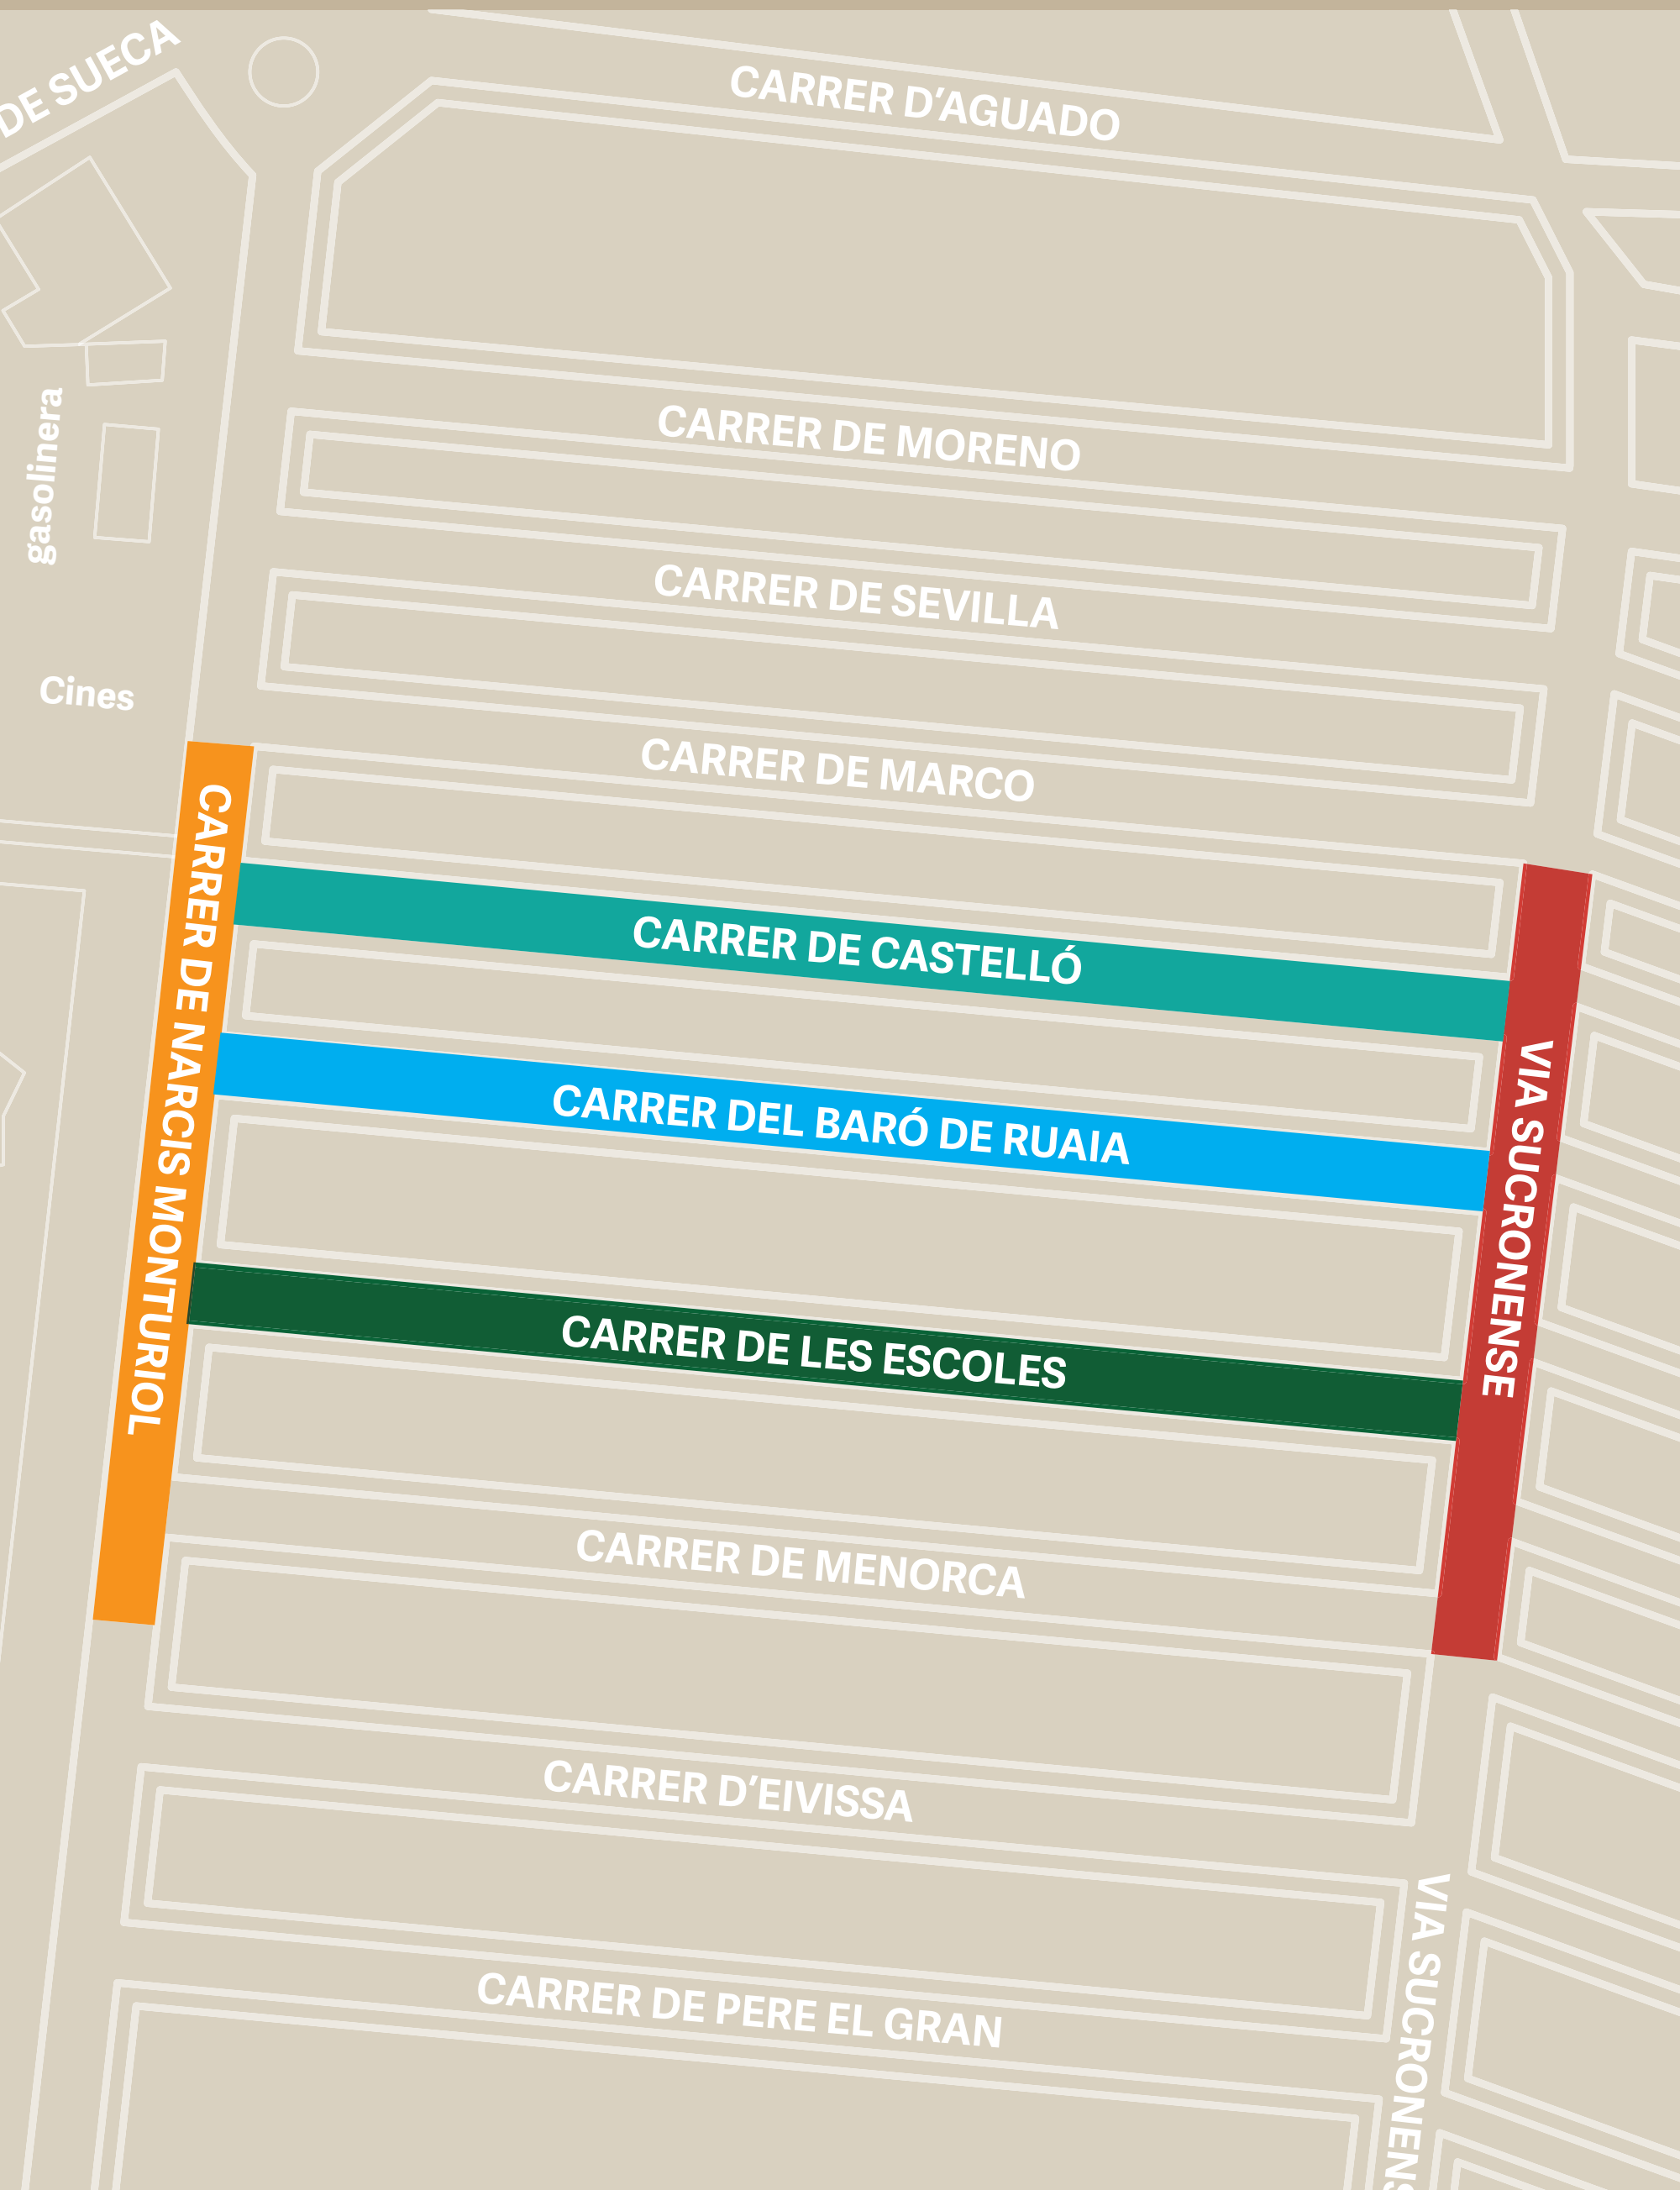 DE SUECA
CARRER D'AGUADO
gasolinera
CARRER DE MORENO
CARRER DE SEVILLA
Cines
CARRER DE MARCO
CARRER DE NARCIS MONTURIOL
CARRER DE CASTELLÓ
VIA SUCRONENSE
CARRER DEL BARÓ DE RUAIA
CARRER DE LES ESCOLES
CARRER DE MENORCA
CARRER D'EIVISSA
VIA SUCRONENS
CARRER DE PERE EL GRAN